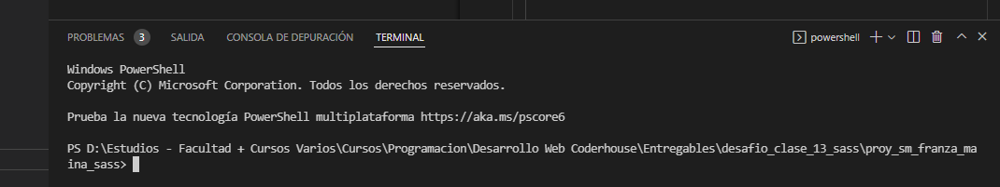 PROBLEMAS 3 SALIDA CONSOLA DE DEPURACIÓN TERMINAL powershell
Windows PowerShell
Copyright (C) Microsoft Corporation. Todos los derechos reservados.
Prueba la nueva tecnología PowerShell multiplataforma https://aka.ms/pscore6
PS D:\Estudios - Facultad + Cursos Varios\Cursos\Programacion\Desarrollo Web Coderhouse\Entregables\desafio_clase_13_sass\proy_sm_franza_ma
ina_sass>